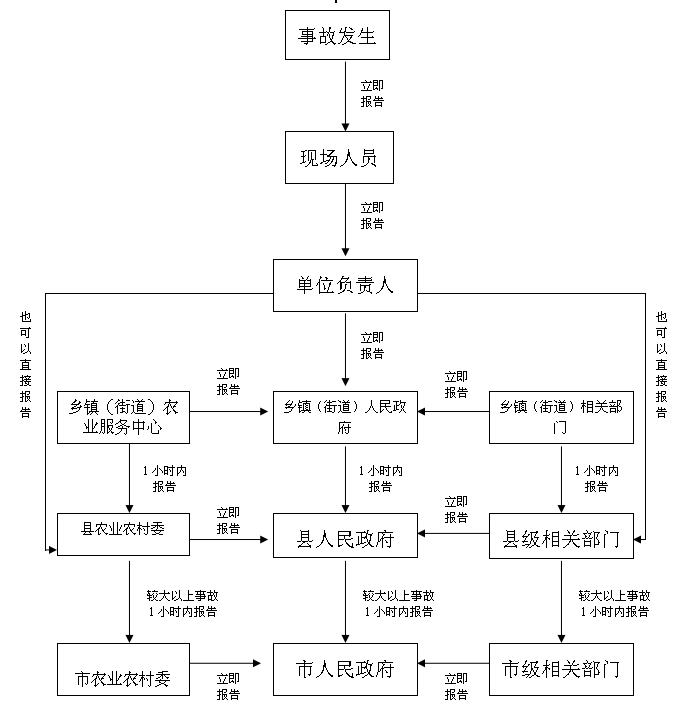 事故发生
立即
报告
现场人员
立即
报告
单位负责人
也
可
以
直
接
报
告
立即
报告
也
可
以
直
接
报
告
乡镇（街道）农
业服务中心
立即
报告
乡镇（街道）人民政
府
立即
报告
乡镇（街道）相关部
门
1 小时内
报告
1 小时内
报告
1 小时内
报告
县农业农村委
立即
报告
县人民政府
立即
报告
县级相关部门
较大以上事故
1 小时内报告
较大以上事故
1 小时内报告
较大以上事故
1 小时内报告
市农业农村委
立即
报告
市人民政府
立即
报告
市级相关部门